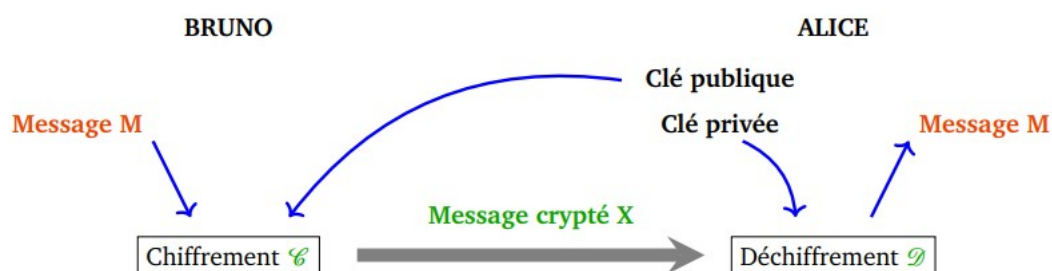 BRUNO ALICE
Clé publique
Message M Clé privée Message M
Message crypté X
Chiffrement 𝒞 Déchiffrement 𝒟